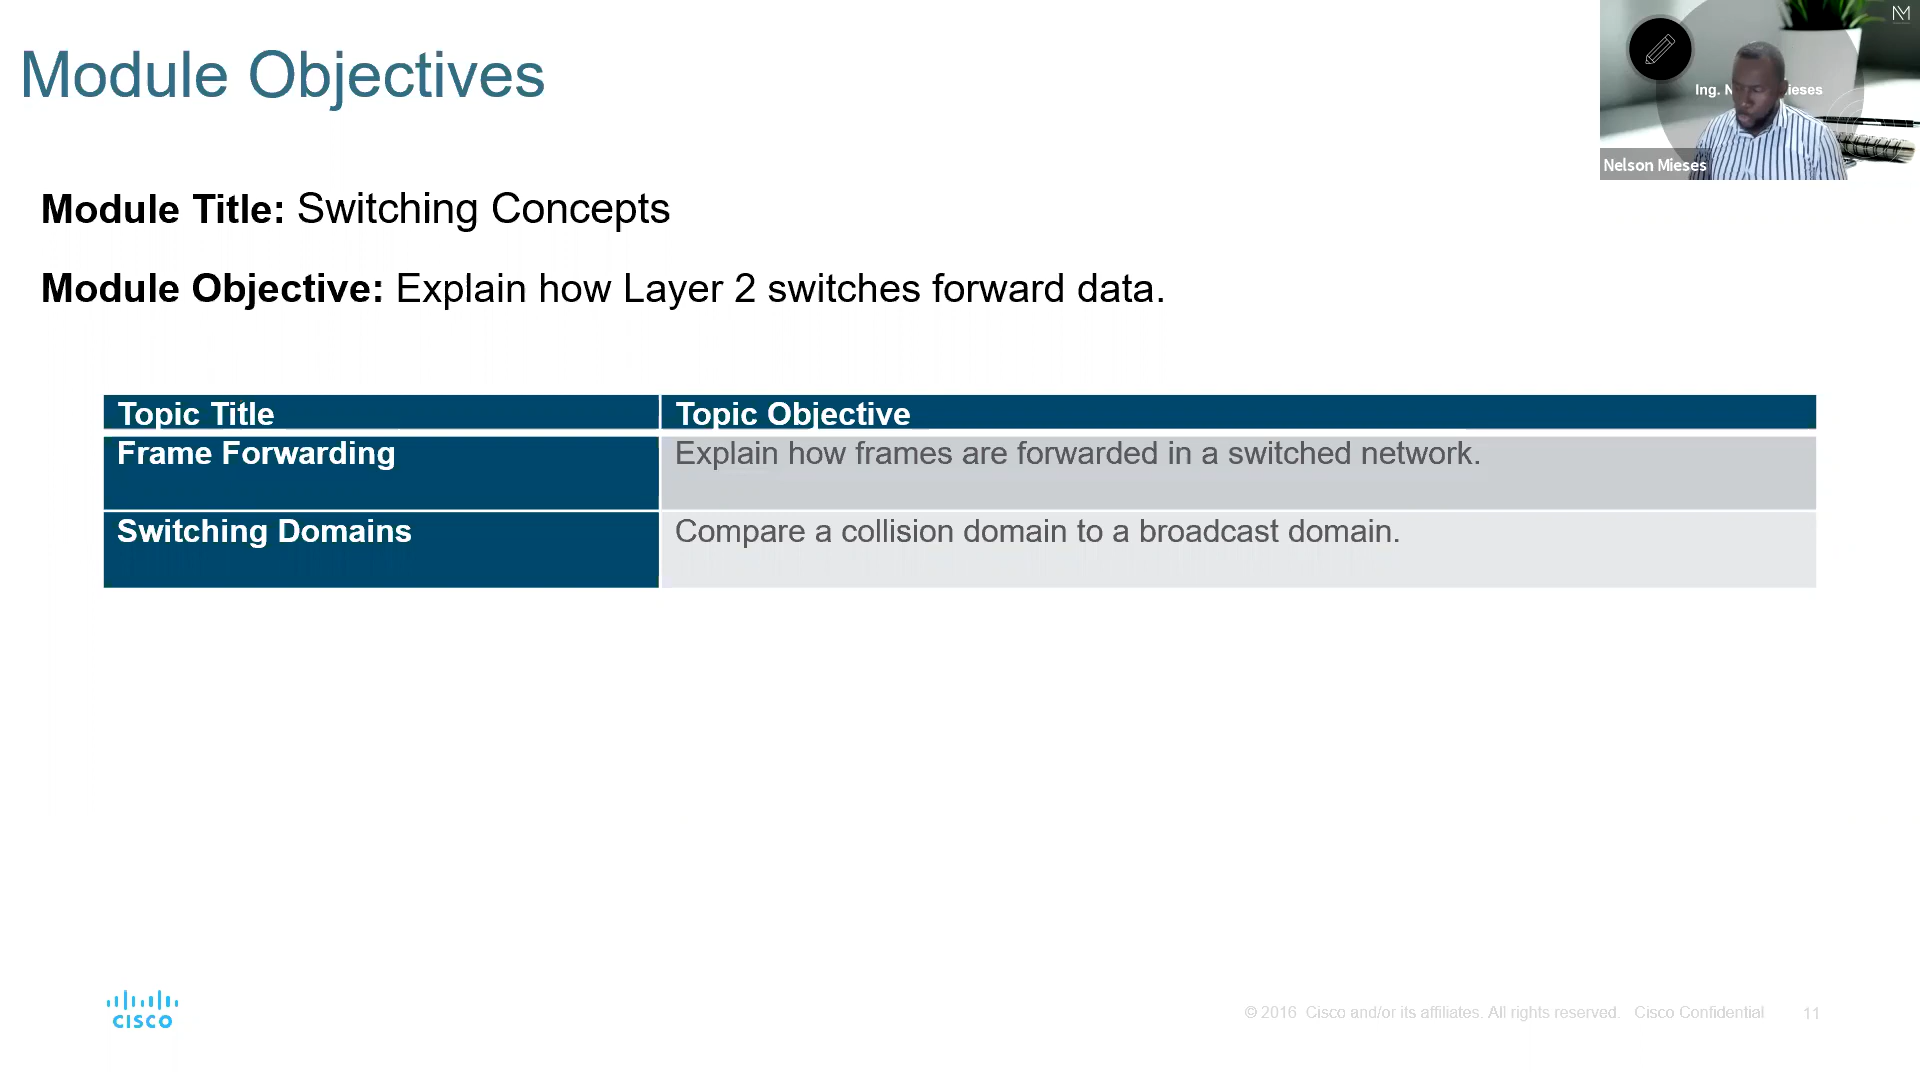 Module Objectives
Ing. N ieses
Nelson Mieses
Module Title: Switching Concepts
Module Objective: Explain how Layer 2 switches forward data.
Topic Title Topic Objective
Frame Forwarding Explain how frames are forwarded in a switched network.
Switching Domains Compare a collision domain to a broadcast domain.
CISCO
© 2016 Cisco and/or its affiliates. All rights reserved. Cisco Confidential 11